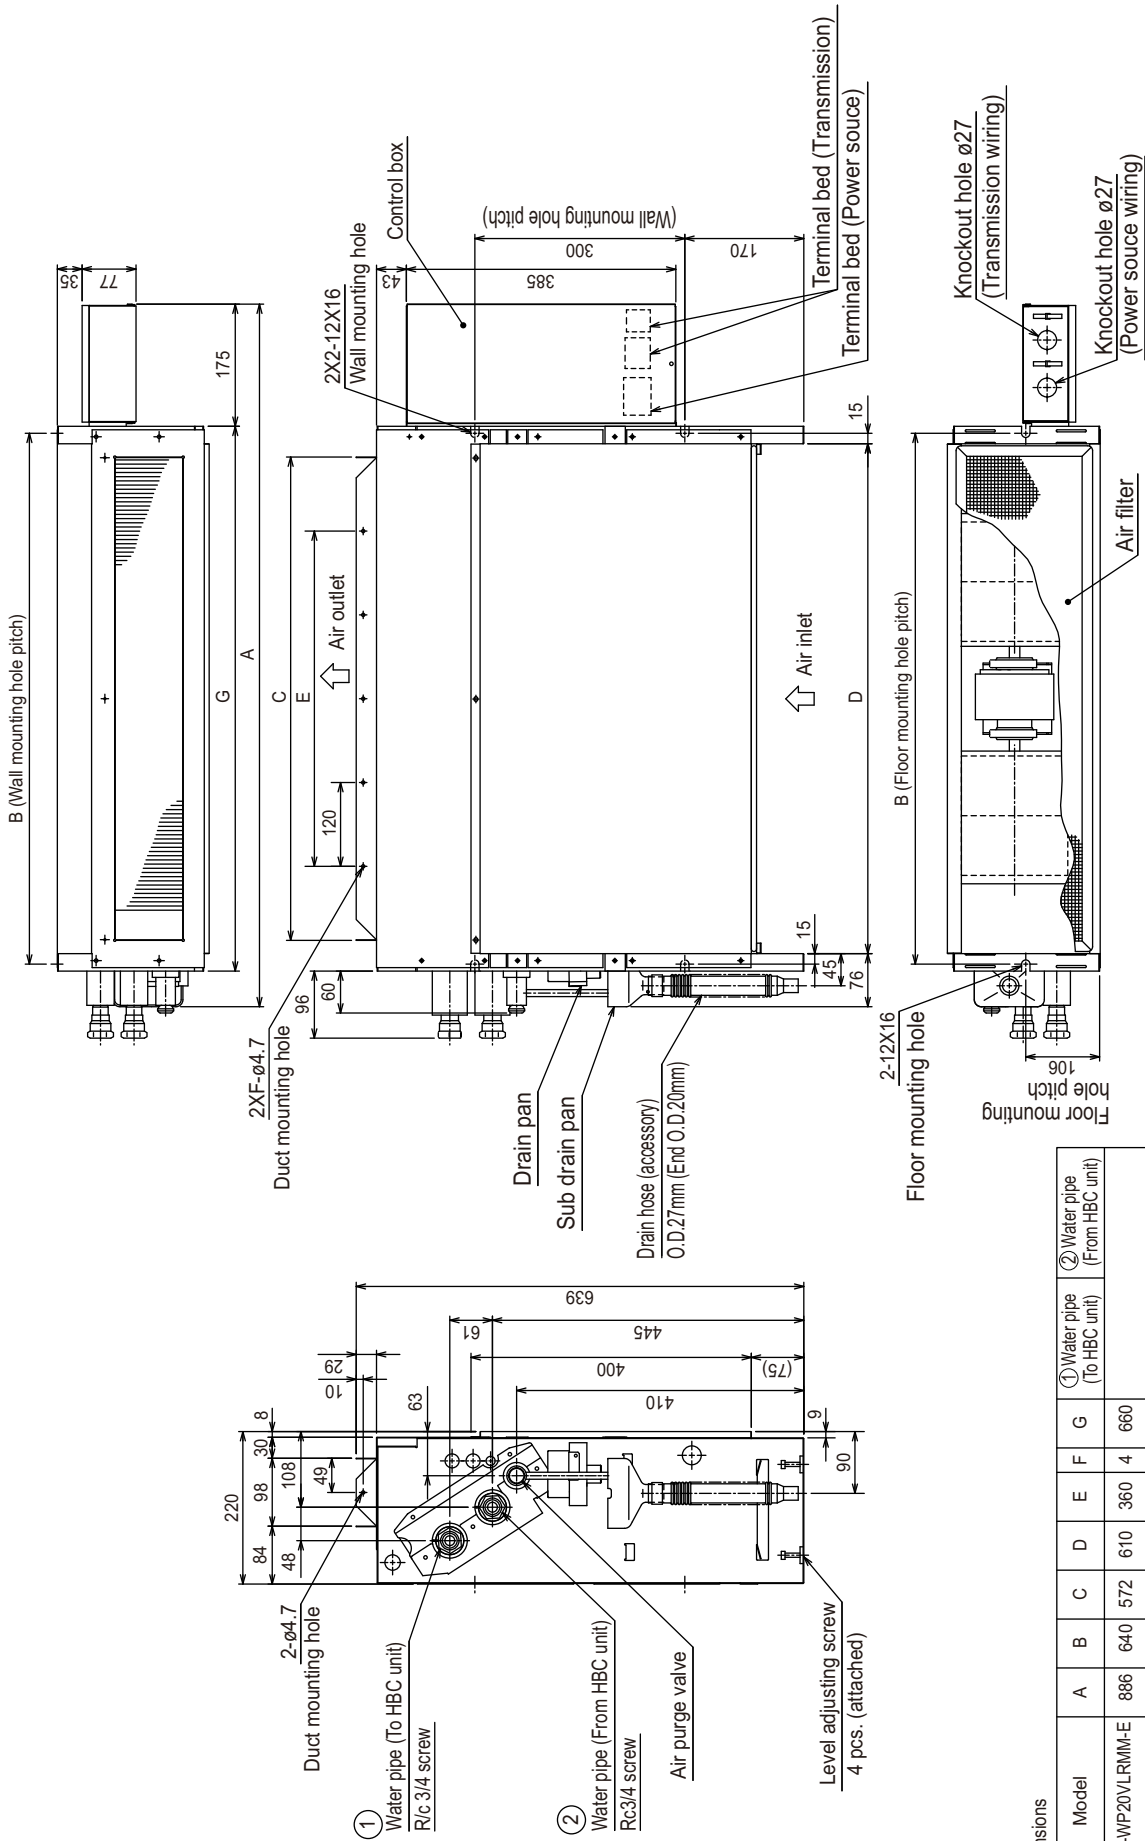 B (Wall mounting hole pitch)
35
77
G
175
A
2XF-ø4.7
Duct mounting hole
C
E
120
Air outlet
2X2-12X16
Wall mounting hole
Control box
43
385
300
(Wall mounting hole pitch)
170
96
60
Air inlet
D
15
15
45
76
Drain pan
Sub drain pan
Drain hose (accessory)
O.D.27mm (End O.D.20mm)
Terminal bed (Transmission)
Terminal bed (Power souce)
B (Floor mounting hole pitch)
2-12X16
Floor mounting hole
106
Floor mounting
hole pitch
Air filter
Knockout hole ø27
(Transmission wiring)
Knockout hole ø27
(Power souce wiring)
220
84
98
30
8
48
108
49
63
10
29
2-ø4.7
Duct mounting hole
1
Water pipe (To HBC unit)
R/c 3/4 screw
2
Water pipe (From HBC unit)
Rc3/4 screw
Air purge valve
Level adjusting screw
4 pcs. (attached)
639
61
445
400
(75)
410
9
90
nsions
Model A B C D E F G ①Water pipe (To HBC unit) ②Water pipe (From HBC unit)
-WP20VLRMM-E 886 640 572 610 360 4 660